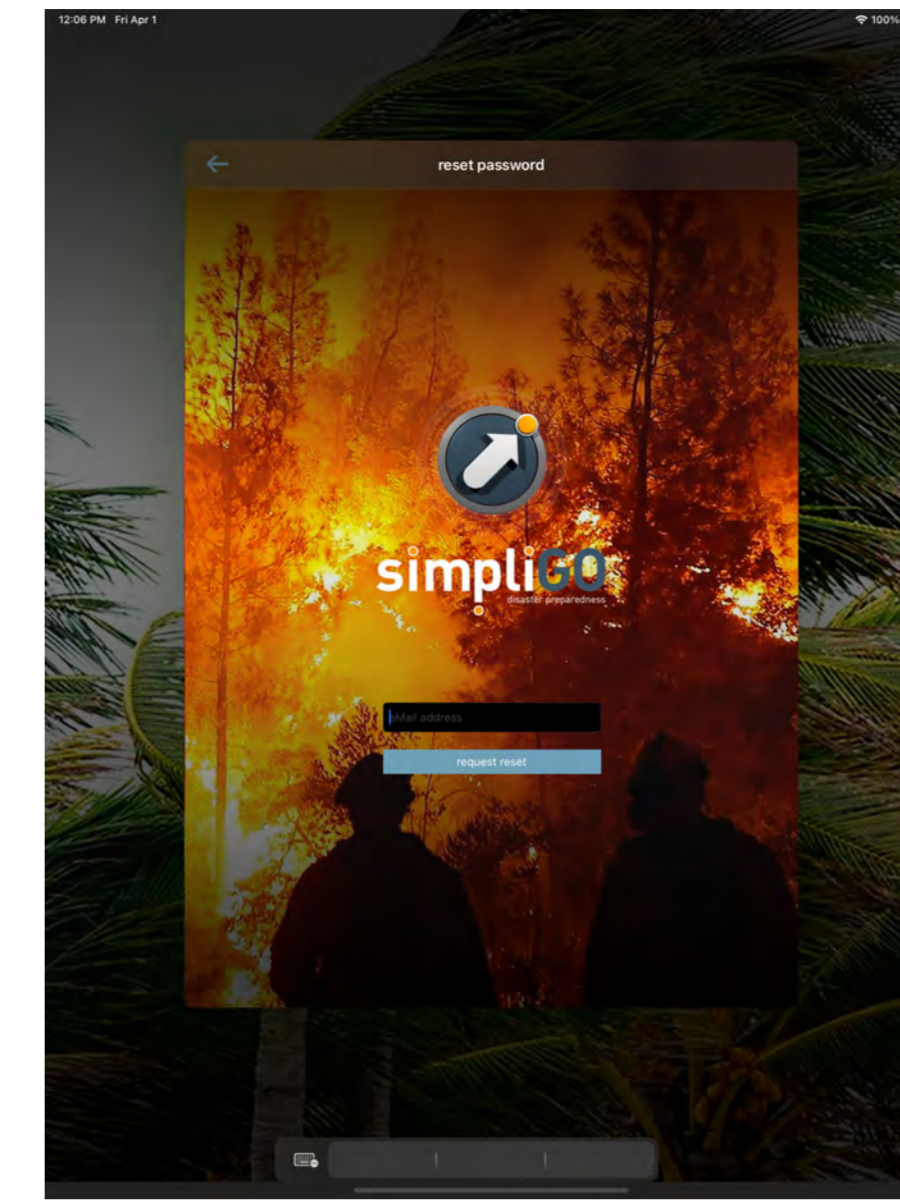 12:06 PM Fri Apr 1
100%
reset password
simpliGO
disaster preparedness
eMail address
request reset